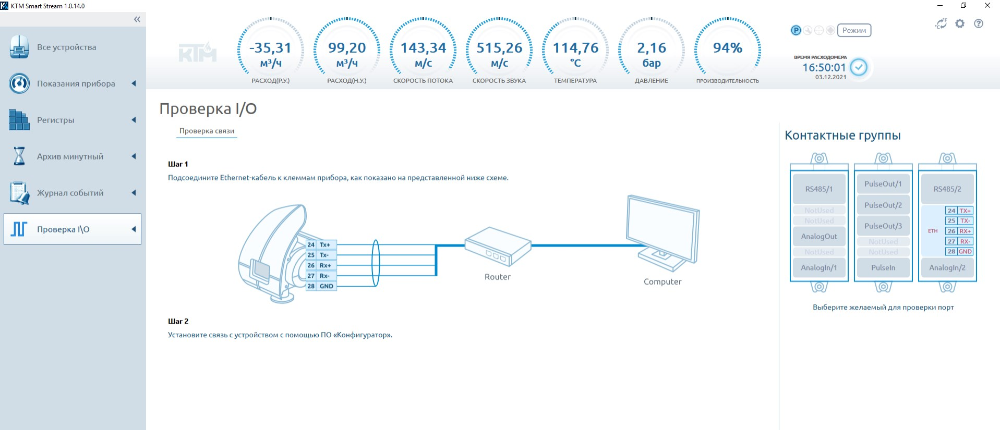 KTM Smart Stream 1.0.14.0
Все устройства
Показания прибора
Регистры
Архив минутный
Журнал событий
Проверка I\O
КТМ
-35,31
м³/ч
РАСХОД(Р.У.)
99,20
м³/ч
РАСХОД(Н.У.)
143,34
м/с
СКОРОСТЬ ПОТОКА
515,26
м/с
СКОРОСТЬ ЗВУКА
114,76
°C
ТЕМПЕРАТУРА
2,16
бар
ДАВЛЕНИЕ
94%
ПРОИЗВОДИТЕЛЬНОСТЬ
P
Режим
°C °F
?
ВРЕМЯ РАСХОДОМЕРА
16:50:01
03.12.2021
Проверка I/O
Проверка связи
Шаг 1
Подсоедините Ethernet-кабель к клеммам прибора, как показано на представленной ниже схеме.
24 Tx+
25 Tx-
26 Rx+
27 Rx-
28 GND
Router
Computer
Шаг 2
Установите связь с устройством с помощью ПО «Конфигуратор».
Контактные группы
RS485/1
NotUsed
NotUsed
AnalogOut
NotUsed
AnalogIn/1
PulseOut/1
PulseOut/2
PulseOut/3
NotUsed
NotUsed
PulseIn
RS485/2
ETH
24 TX+
25 TX-
26 RX+
27 RX-
28 GND
AnalogIn/2
Выберите желаемый для проверки порт